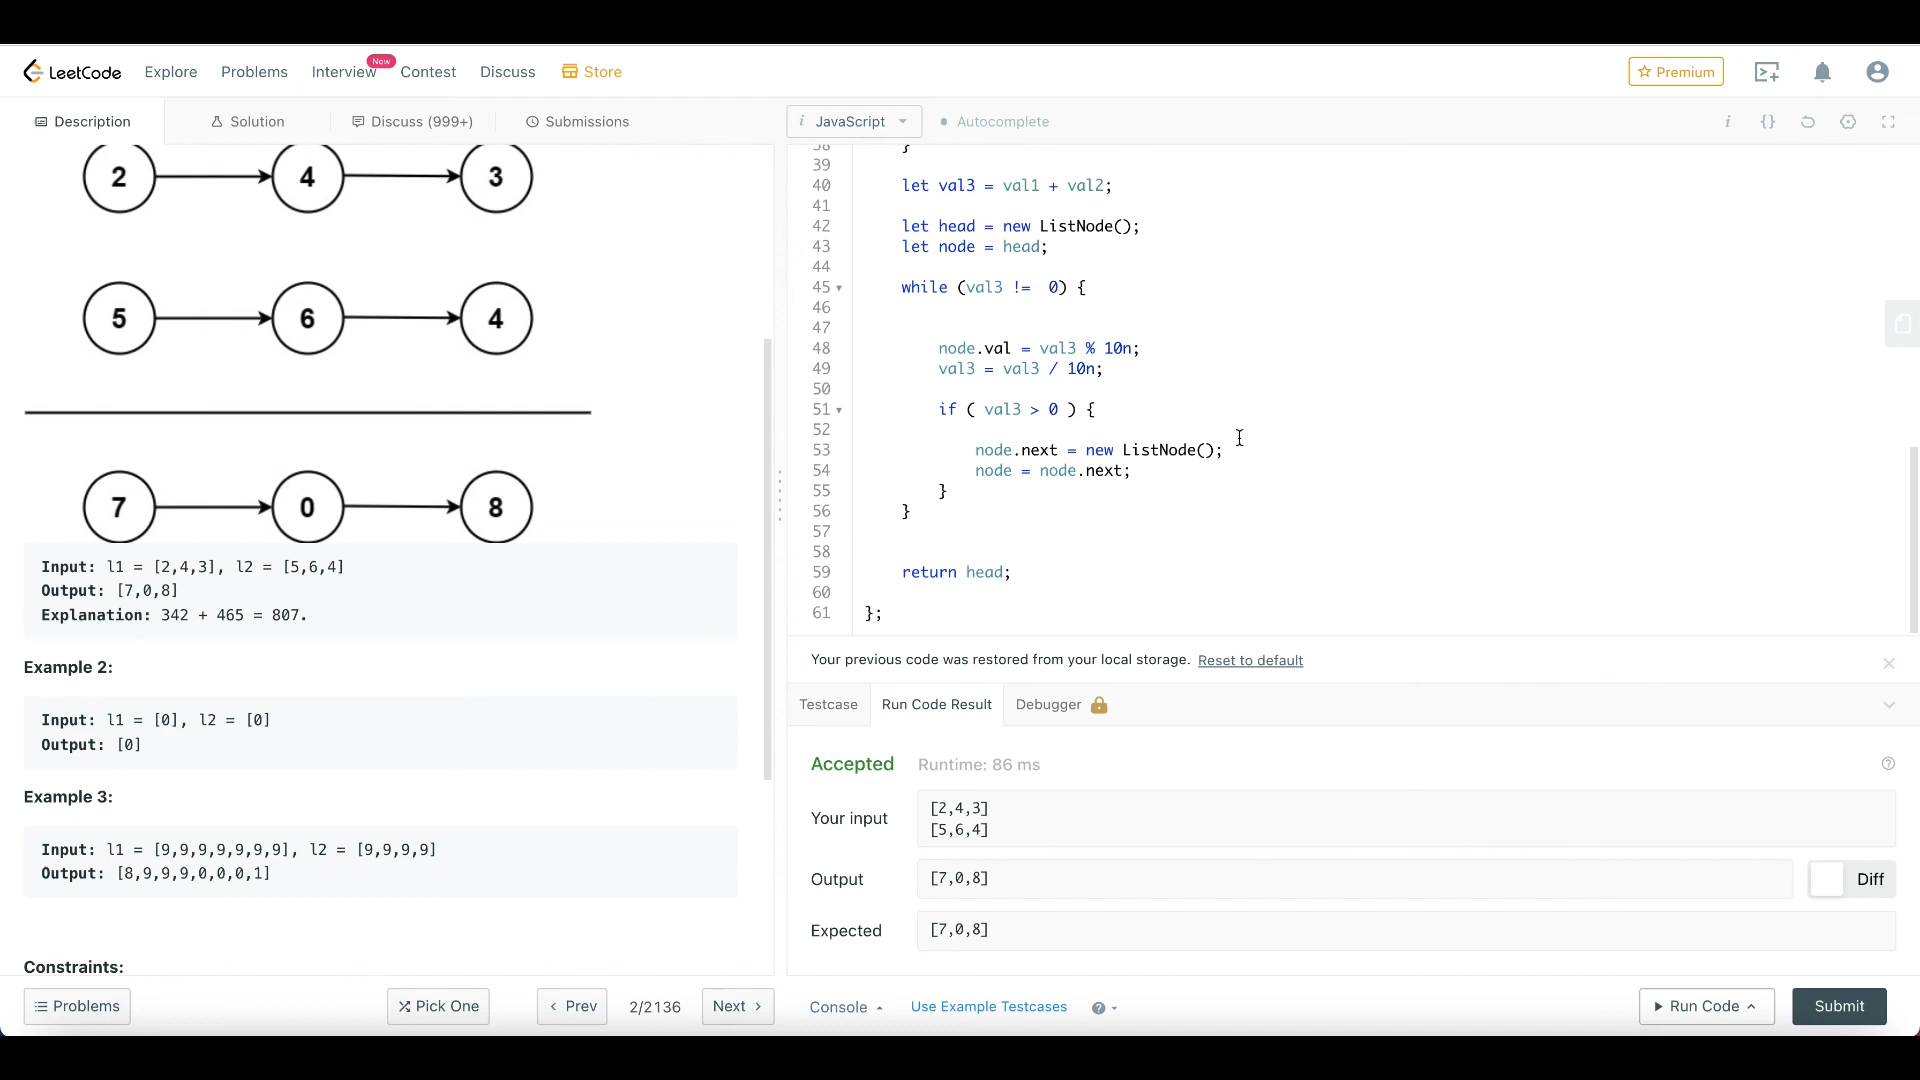 LeetCode
Explore
Problems
Interview
New
Contest
Discuss
Store
Premium
Description
Solution
Discuss (999+)
Submissions
2
4
3
5
6
4
7
0
8
Input: l1 = [2,4,3], l2 = [5,6,4]
Output: [7,0,8]
Explanation: 342 + 465 = 807.
Example 2:
Input: l1 = [0], l2 = [0]
Output: [0]
Example 3:
Input: l1 = [9,9,9,9,9,9,9], l2 = [9,9,9,9]
Output: [8,9,9,9,0,0,0,1]
Constraints:
Problems
Pick One
Prev
2/2136
Next
i JavaScript
Autocomplete
i {}
38 }
39
40 let val3 = val1 + val2;
41
42 let head = new ListNode();
43 let node = head;
44
45 while (val3 !=  0) {
46
47
48 node.val = val3 % 10n;
49 val3 = val3 / 10n;
50
51 if ( val3 > 0 ) {
52
53 node.next = new ListNode();
54 node = node.next;
55 }
56 }
57
58
59 return head;
60
61 };
Your previous code was restored from your local storage. Reset to default
Testcase
Run Code Result
Debugger
Accepted Runtime: 86 ms
Your input
[2,4,3]
[5,6,4]
Output
[7,0,8]
Diff
Expected
[7,0,8]
Console
Use Example Testcases
?
Run Code
Submit